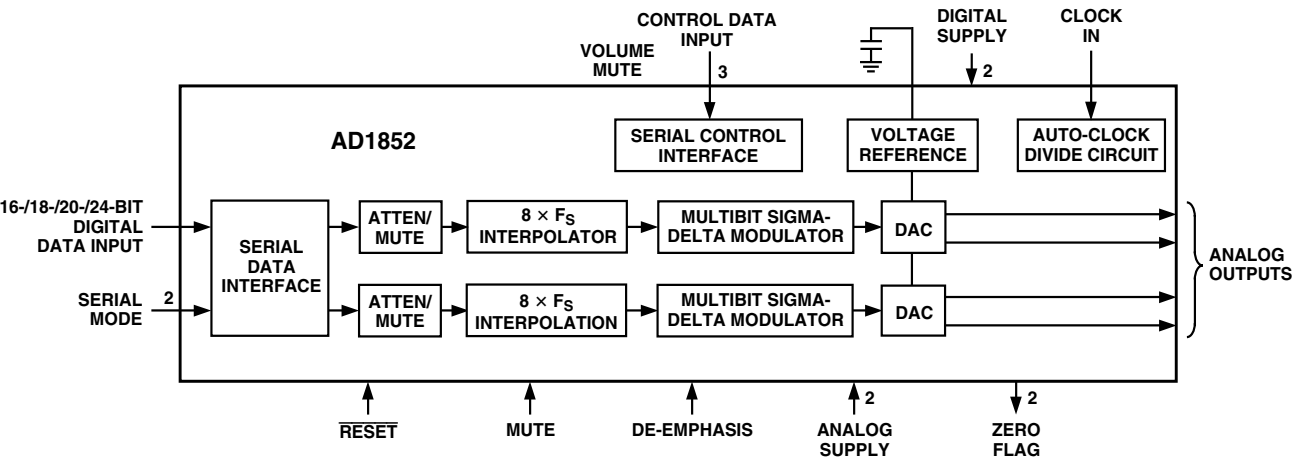 CONTROL DATA
INPUT
VOLUME
MUTE
3
DIGITAL
SUPPLY
2
CLOCK
IN
AD1852
SERIAL CONTROL
INTERFACE
VOLTAGE
REFERENCE
AUTO-CLOCK
DIVIDE CIRCUIT
16-/18-/20-/24-BIT
DIGITAL
DATA INPUT
SERIAL
MODE
2
SERIAL
DATA
INTERFACE
ATTEN/
MUTE
8 × FS
INTERPOLATOR
MULTIBIT SIGMA-
DELTA MODULATOR
DAC
ATTEN/
MUTE
8 × FS
INTERPOLATION
MULTIBIT SIGMA-
DELTA MODULATOR
DAC
ANALOG
OUTPUTS
RESET
MUTE
DE-EMPHASIS
2
ANALOG
SUPPLY
2
ZERO
FLAG